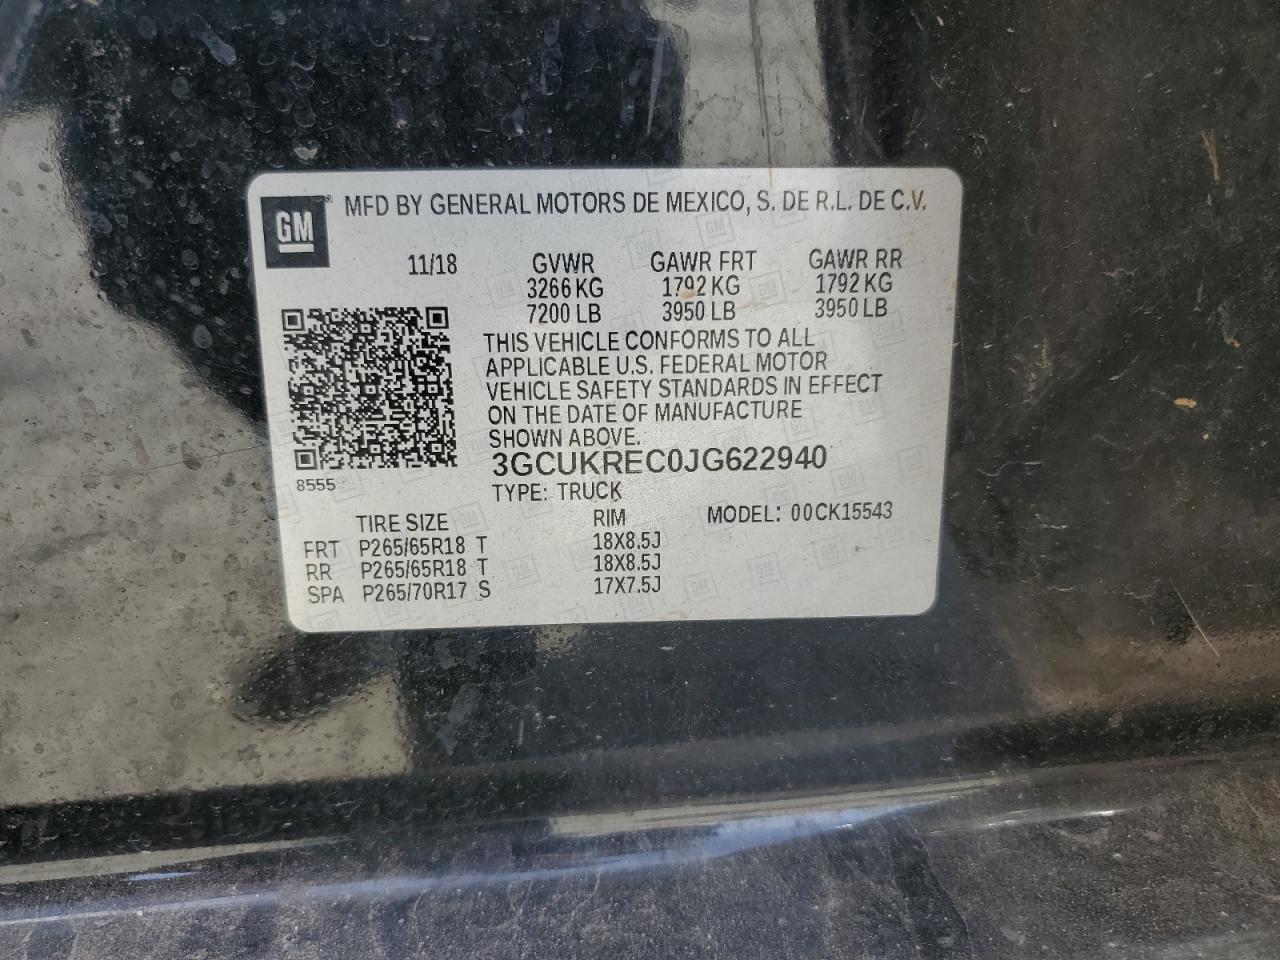 GM® MFD BY GENERAL MOTORS DE MEXICO, S. DE R.L. DE C.V.
11/18 GVWR GAWR FRT GAWR RR
3266 KG 1792 KG 1792 KG
7200 LB 3950 LB 3950 LB
THIS VEHICLE CONFORMS TO ALL
APPLICABLE U.S. FEDERAL MOTOR
VEHICLE SAFETY STANDARDS IN EFFECT
ON THE DATE OF MANUFACTURE
SHOWN ABOVE.
3GCUKREC0JG622940
8555
TYPE: TRUCK
TIRE SIZE RIM MODEL: 00CK15543
FRT P265/65R18 T 18X8.5J
RR P265/65R18 T 18X8.5J
SPA P265/70R17 S 17X7.5J